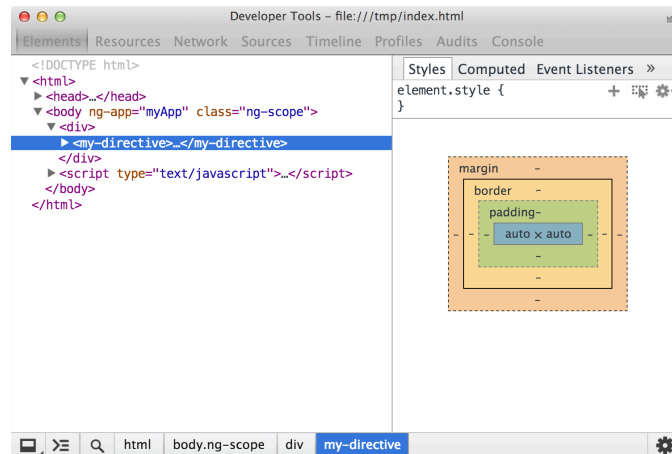 Developer Tools - file:///tmp/index.html
Elements Resources Network Sources Timeline Profiles Audits Console
<!DOCTYPE html>
▼<html>
▶<head>…</head>
▼<body ng-app="myApp" class="ng-scope">
▼<div>
▶<my-directive>…</my-directive>
</div>
▶<script type="text/javascript">…</script>
</body>
</html>
Styles Computed Event Listeners »
element.style {
}
margin -
border -
padding-
- - - auto × auto - - -
-
-
-
html body.ng-scope div my-directive